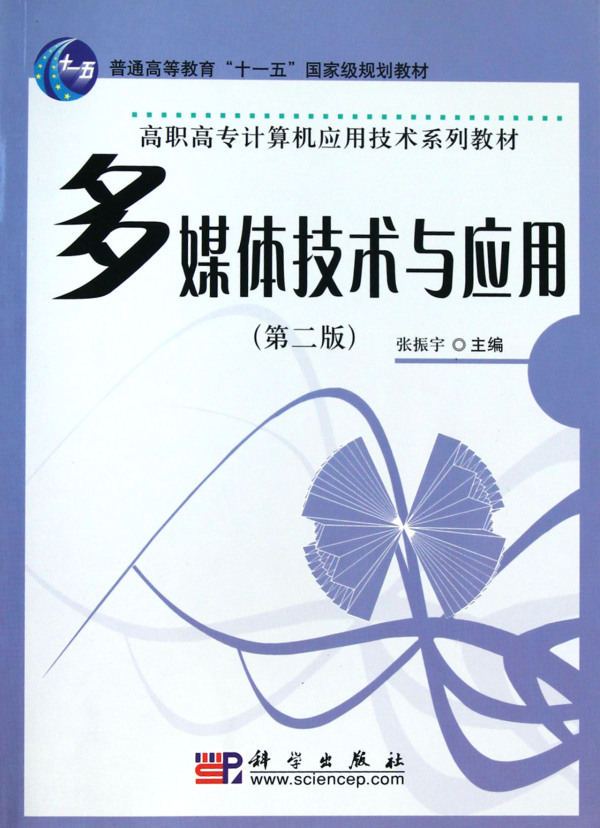 十一五
普通高等教育“十一五”国家级规划教材
高职高专计算机应用技术系列教材
多媒体技术与应用
（第二版）
张振宇◎主编
科学出版社
www.sciencep.com